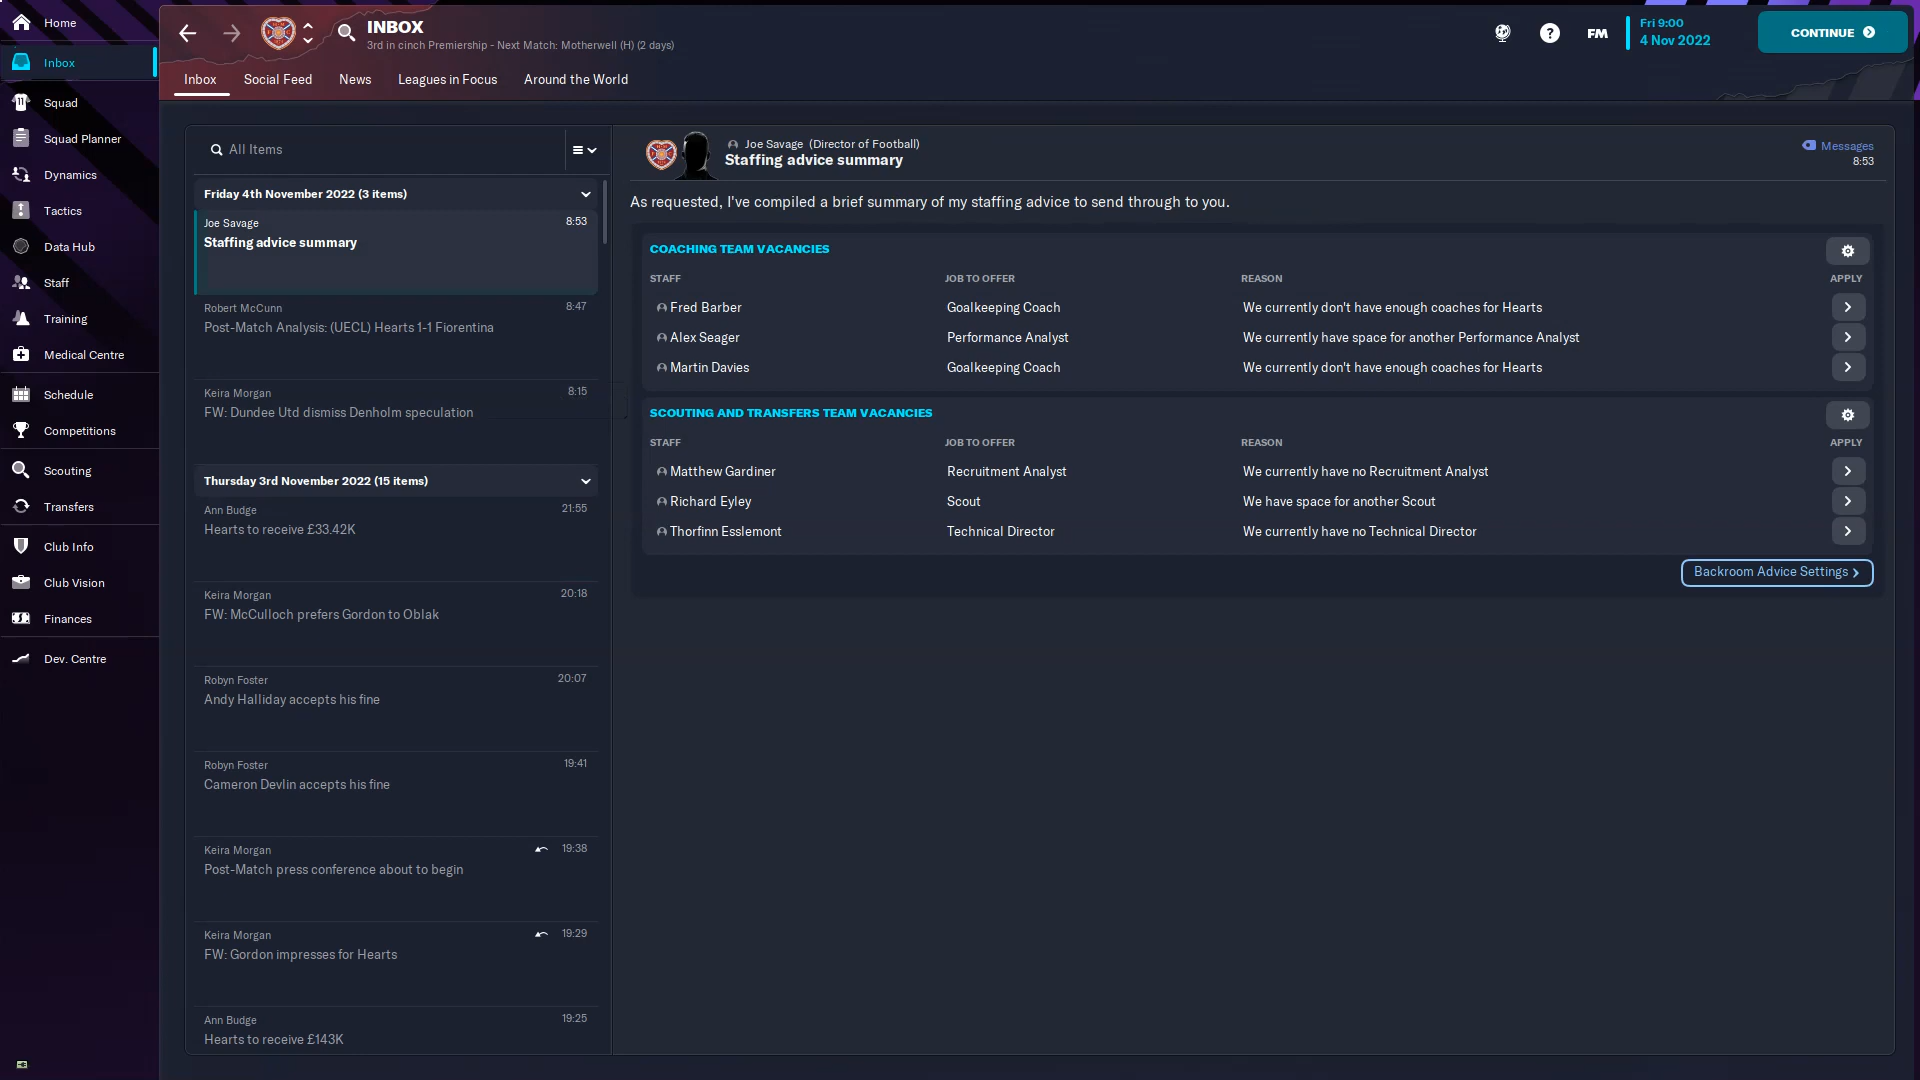 Home
Inbox
Squad
Squad Planner
Dynamics
Tactics
Data Hub
Staff
Training
Medical Centre
Schedule
Competitions
Scouting
Transfers
Club Info
Club Vision
Finances
Dev. Centre
INBOX
3rd in cinch Premiership - Next Match: Motherwell (H) (2 days)
FM
Fri 9:00
4 Nov 2022
CONTINUE
Inbox Social Feed News Leagues in Focus Around the World
All Items
Friday 4th November 2022 (3 items)
Joe Savage 8:53
Staffing advice summary
Robert McCunn 8:47
Post-Match Analysis: (UECL) Hearts 1-1 Fiorentina
Keira Morgan 8:15
FW: Dundee Utd dismiss Denholm speculation
Thursday 3rd November 2022 (15 items)
Ann Budge 21:55
Hearts to receive £33.42K
Keira Morgan 20:18
FW: McCulloch prefers Gordon to Oblak
Robyn Foster 20:07
Andy Halliday accepts his fine
Robyn Foster 19:41
Cameron Devlin accepts his fine
Keira Morgan 19:38
Post-Match press conference about to begin
Keira Morgan 19:29
FW: Gordon impresses for Hearts
Ann Budge 19:25
Hearts to receive £143K
Joe Savage (Director of Football)
Staffing advice summary
Messages
8:53
As requested, I've compiled a brief summary of my staffing advice to send through to you.
COACHING TEAM VACANCIES
STAFF JOB TO OFFER REASON APPLY
Fred Barber Goalkeeping Coach We currently don't have enough coaches for Hearts
Alex Seager Performance Analyst We currently have space for another Performance Analyst
Martin Davies Goalkeeping Coach We currently don't have enough coaches for Hearts
SCOUTING AND TRANSFERS TEAM VACANCIES
STAFF JOB TO OFFER REASON APPLY
Matthew Gardiner Recruitment Analyst We currently have no Recruitment Analyst
Richard Eyley Scout We have space for another Scout
Thorfinn Esslemont Technical Director We currently have no Technical Director
Backroom Advice Settings